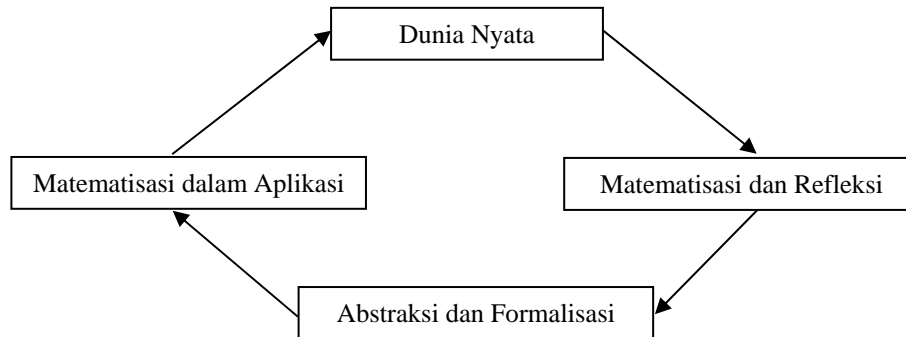 Dunia Nyata
Matematisasi dalam Aplikasi
Matematisasi dan Refleksi
Abstraksi dan Formalisasi